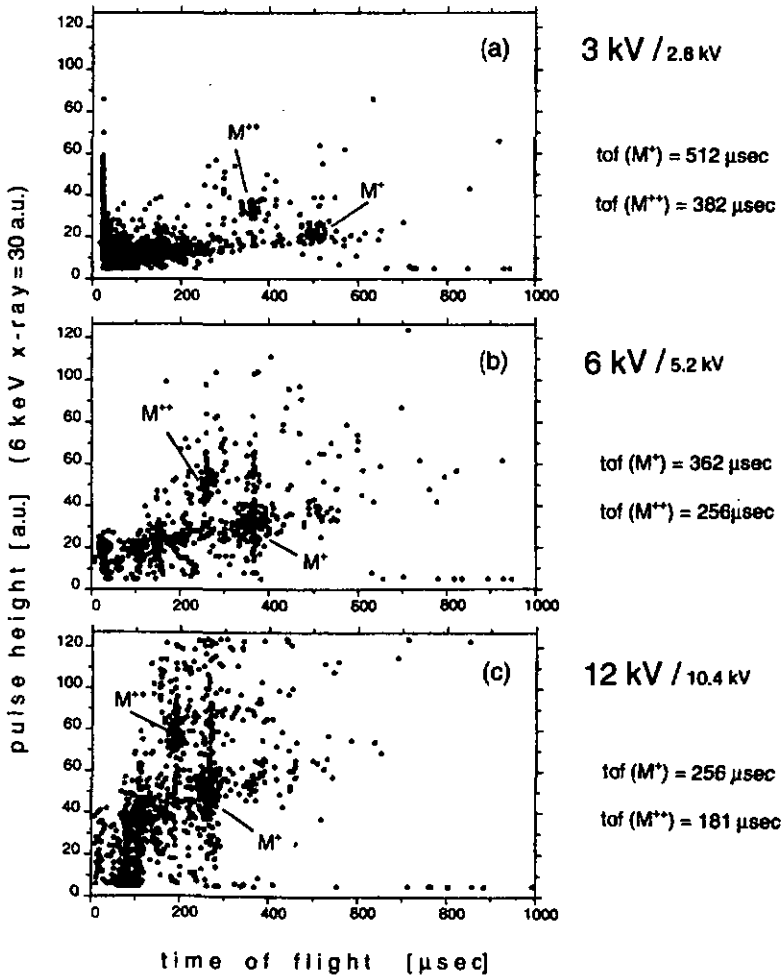 pulse height [a.u.] (6 keV x-ray=30 a.u.)
120
100
80
60
40
20
0
(a)
M++
M+
0 200 400 600 800 1000
3 kV / 2.6 kV
tof (M+) = 512 µsec
tof (M++) = 382 µsec
120
100
80
60
40
20
0
(b)
M++
M+
0 200 400 600 800 1000
6 kV / 5.2 kV
tof (M+) = 362 µsec
tof (M++) = 256µsec
120
100
80
60
40
20
0
(c)
M++
M+
0 200 400 600 800 1000
12 kV / 10.4 kV
tof (M+) = 256 µsec
tof (M++) = 181 µsec
time of flight [µsec]